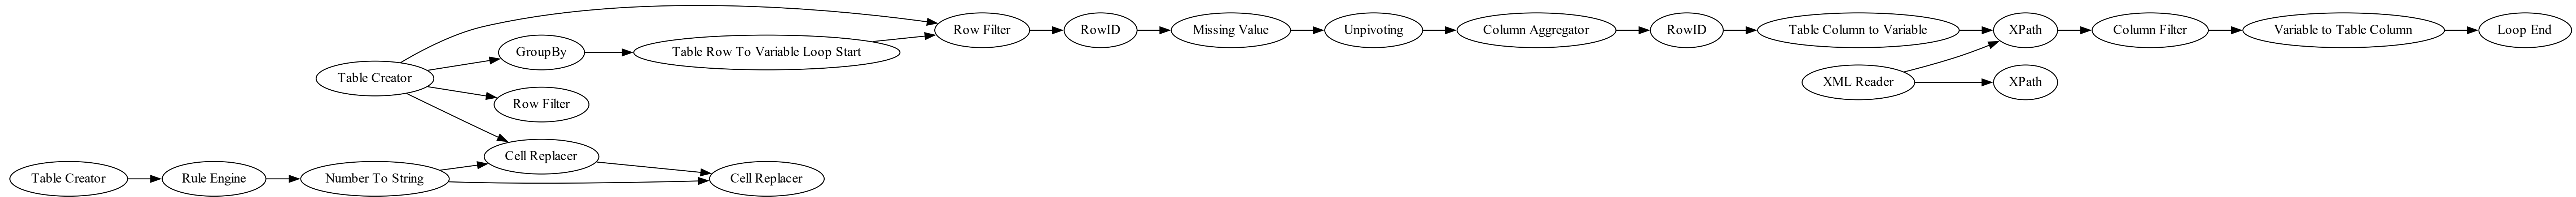 Table Creator
Rule Engine
Number To String
Table Creator
GroupBy
Row Filter
Cell Replacer
Table Row To Variable Loop Start
Cell Replacer
Row Filter
RowID
Missing Value
Unpivoting
Column Aggregator
RowID
Table Column to Variable
XML Reader
XPath
XPath
Column Filter
Variable to Table Column
Loop End